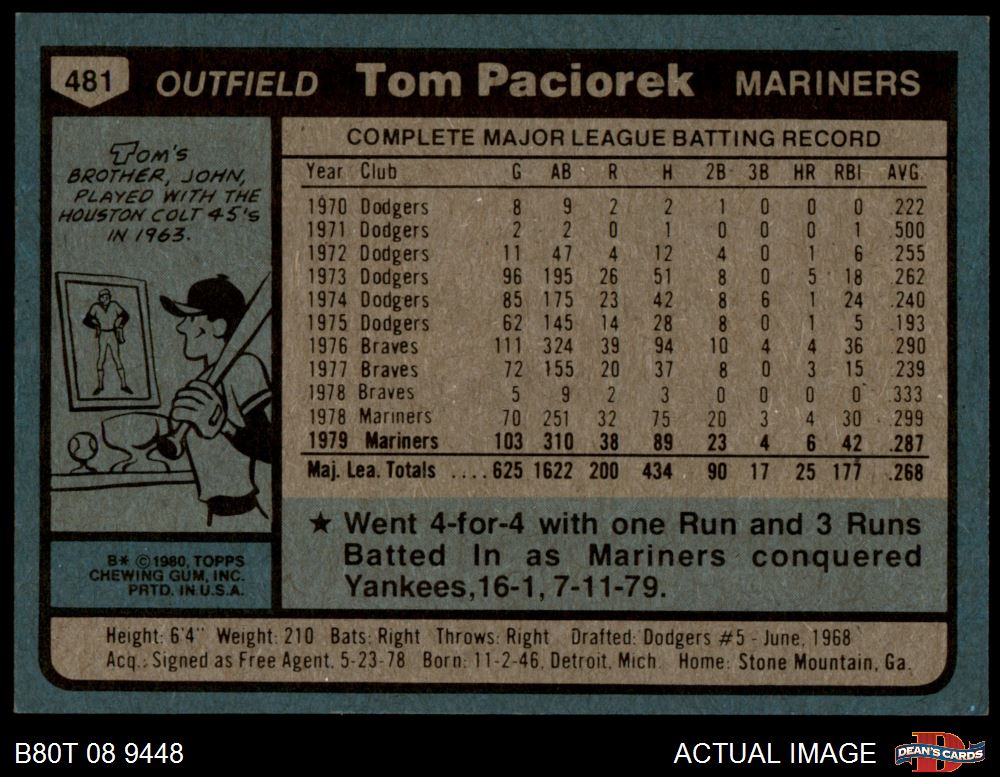 481 OUTFIELD Tom Paciorek MARINERS
TOM'S
BROTHER, JOHN,
PLAYED WITH THE
HOUSTON COLT 45'S
IN 1963.
COMPLETE MAJOR LEAGUE BATTING RECORD
Year Club G AB R H 2B 3B HR RBI AVG.
1970 Dodgers 8 9 2 2 1 0 0 0 .222
1971 Dodgers 2 2 0 1 0 0 0 1 .500
1972 Dodgers 11 47 4 12 4 0 1 6 .255
1973 Dodgers 96 195 26 51 8 0 5 18 .262
1974 Dodgers 85 175 23 42 8 6 1 24 .240
1975 Dodgers 62 145 14 28 8 0 1 5 .193
1976 Braves 111 324 39 94 10 4 4 36 .290
1977 Braves 72 155 20 37 8 0 3 15 .239
1978 Braves 5 9 2 3 0 0 0 0 .333
1978 Mariners 70 251 32 75 20 3 4 30 .299
1979 Mariners 103 310 38 89 23 4 6 42 .287
Maj. Lea. Totals ....625 1622 200 434 90 17 25 177 .268
★ Went 4-for-4 with one Run and 3 Runs
Batted In as Mariners conquered
Yankees,16-1, 7-11-79.
B* ©1980, TOPPS
CHEWING GUM, INC.
PRTD. IN U.S.A.
Height: 6'4" Weight: 210 Bats: Right Throws: Right Drafted: Dodgers #5 - June, 1968
Acq.: Signed as Free Agent, 5-23-78 Born: 11-2-46, Detroit, Mich. Home: Stone Mountain, Ga.
B80T 08 9448
ACTUAL IMAGE
D
DEAN'S CARDS